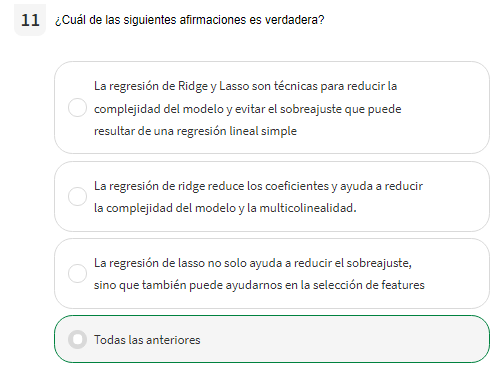 11 ¿Cuál de las siguientes afirmaciones es verdadera?
La regresión de Ridge y Lasso son técnicas para reducir la
complejidad del modelo y evitar el sobreajuste que puede
resultar de una regresión lineal simple
La regresión de ridge reduce los coeficientes y ayuda a reducir
la complejidad del modelo y la multicolinealidad.
La regresión de lasso no solo ayuda a reducir el sobreajuste,
sino que también puede ayudarnos en la selección de features
Todas las anteriores